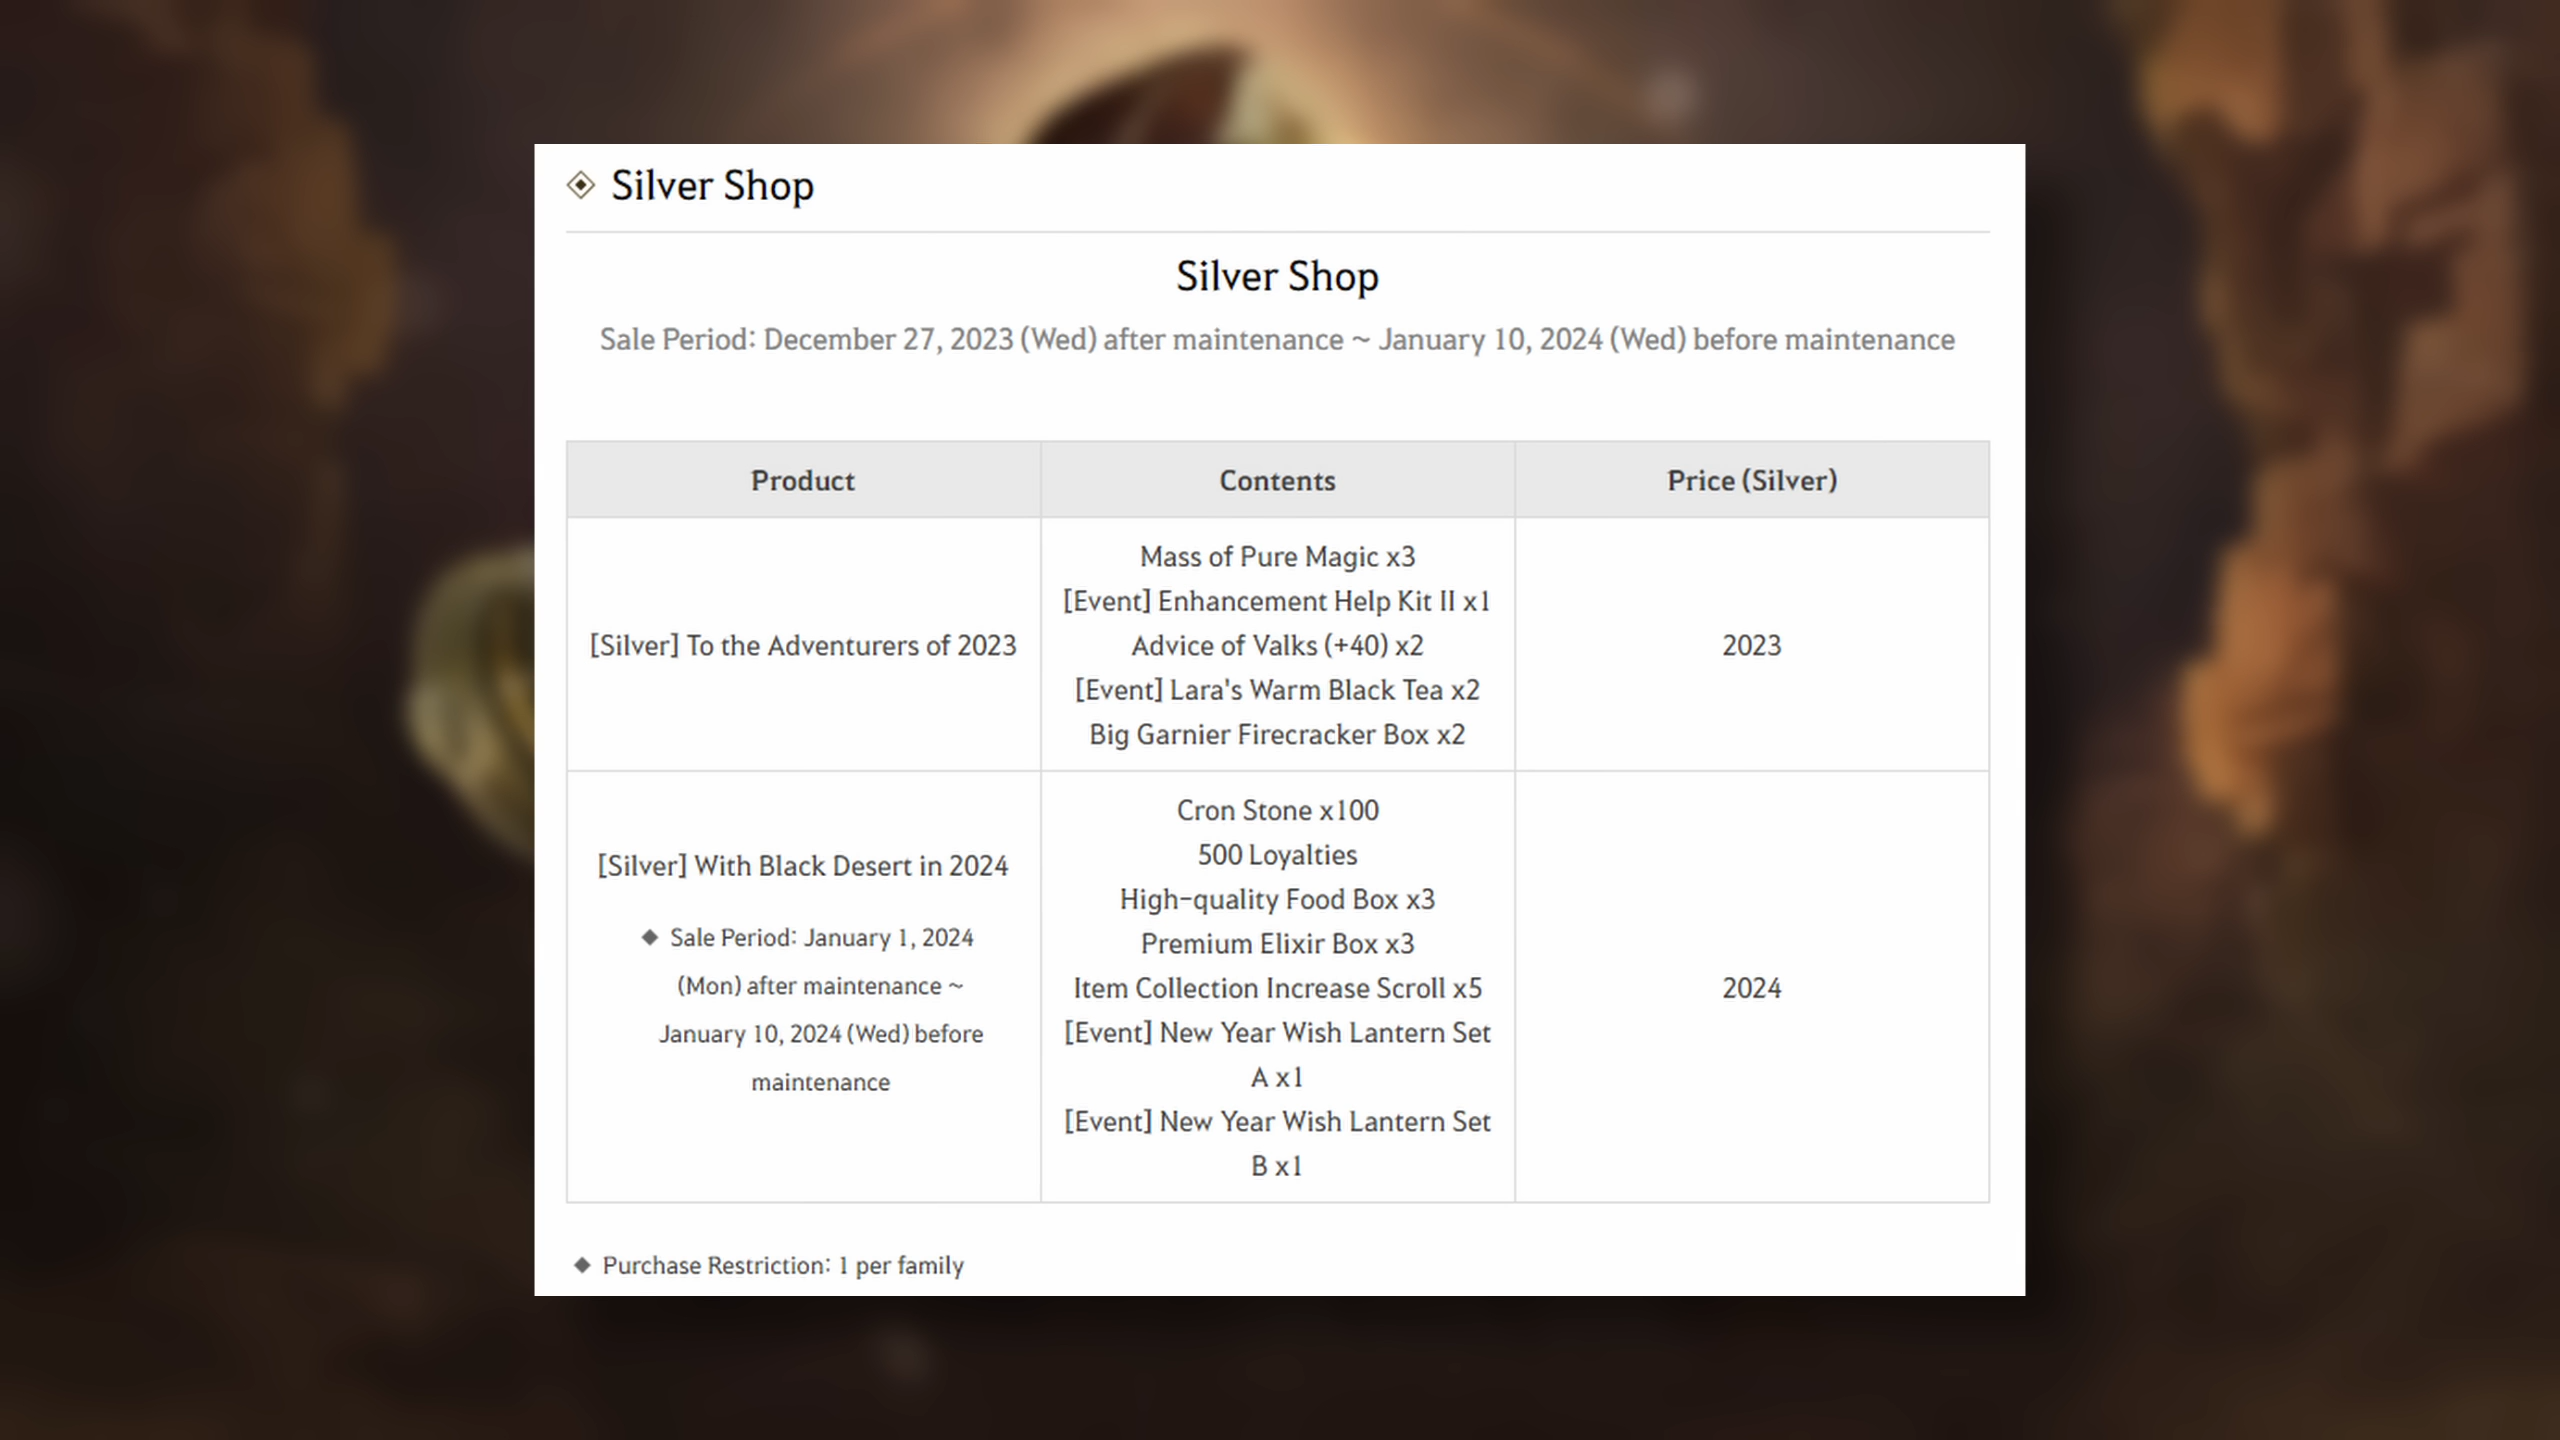 Silver Shop
Silver Shop
Sale Period: December 27, 2023 (Wed) after maintenance ~ January 10, 2024 (Wed) before maintenance
Product Contents Price (Silver)
[Silver] To the Adventurers of 2023
Mass of Pure Magic x3
[Event] Enhancement Help Kit II x1
Advice of Valks (+40) x2
[Event] Lara's Warm Black Tea x2
Big Garnier Firecracker Box x2
2023
[Silver] With Black Desert in 2024
◆ Sale Period: January 1, 2024
(Mon) after maintenance ~
January 10, 2024 (Wed) before
maintenance
Cron Stone x100
500 Loyalties
High-quality Food Box x3
Premium Elixir Box x3
Item Collection Increase Scroll x5
[Event] New Year Wish Lantern Set
A x1
[Event] New Year Wish Lantern Set
B x1
2024
◆ Purchase Restriction: 1 per family